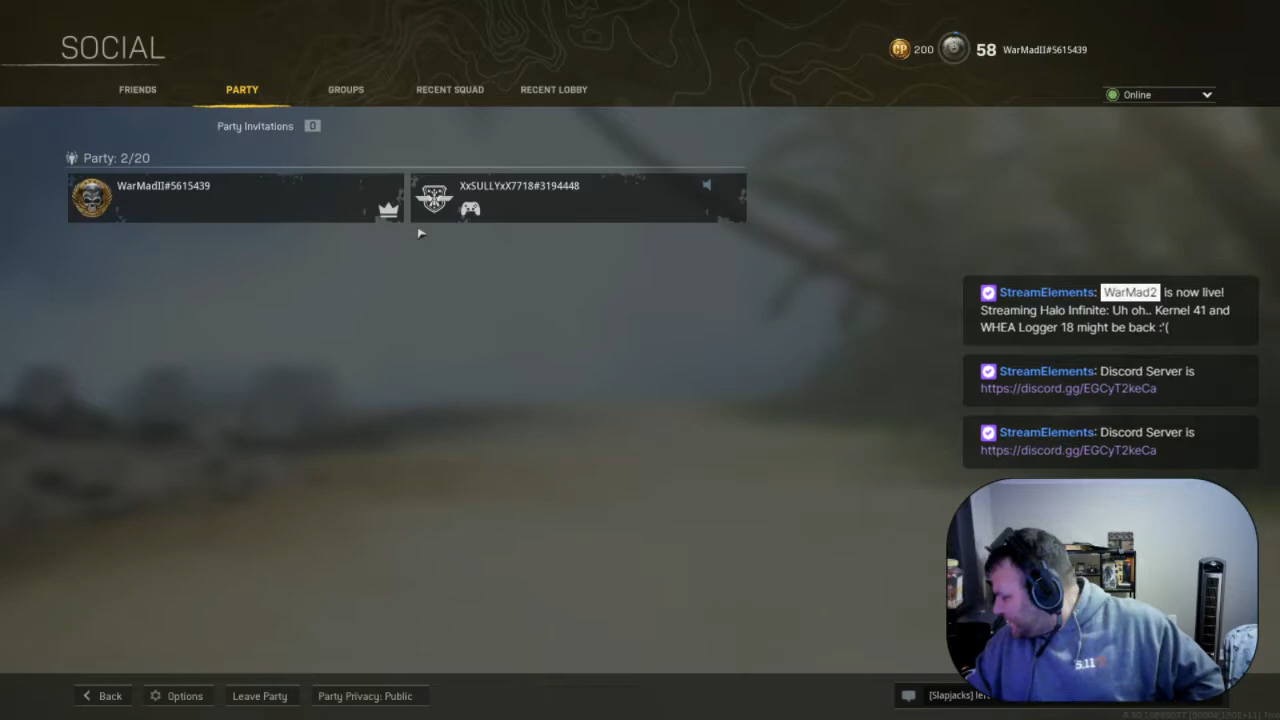 SOCIAL
CP 200 58 WarMadII#5615439
FRIENDS PARTY GROUPS RECENT SQUAD RECENT LOBBY
Online
Party Invitations 0
Party: 2/20
WarMadII#5615439
XxSULLYxX7718#3194448
StreamElements: WarMad2 is now live!
Streaming Halo Infinite: Uh oh.. Kernel 41 and
WHEA Logger 18 might be back :'(
StreamElements: Discord Server is
https://discord.gg/EGCyT2keCa
StreamElements: Discord Server is
https://discord.gg/EGCyT2keCa
5.11
Back Options Leave Party Party Privacy: Public
[Slapjacks] left